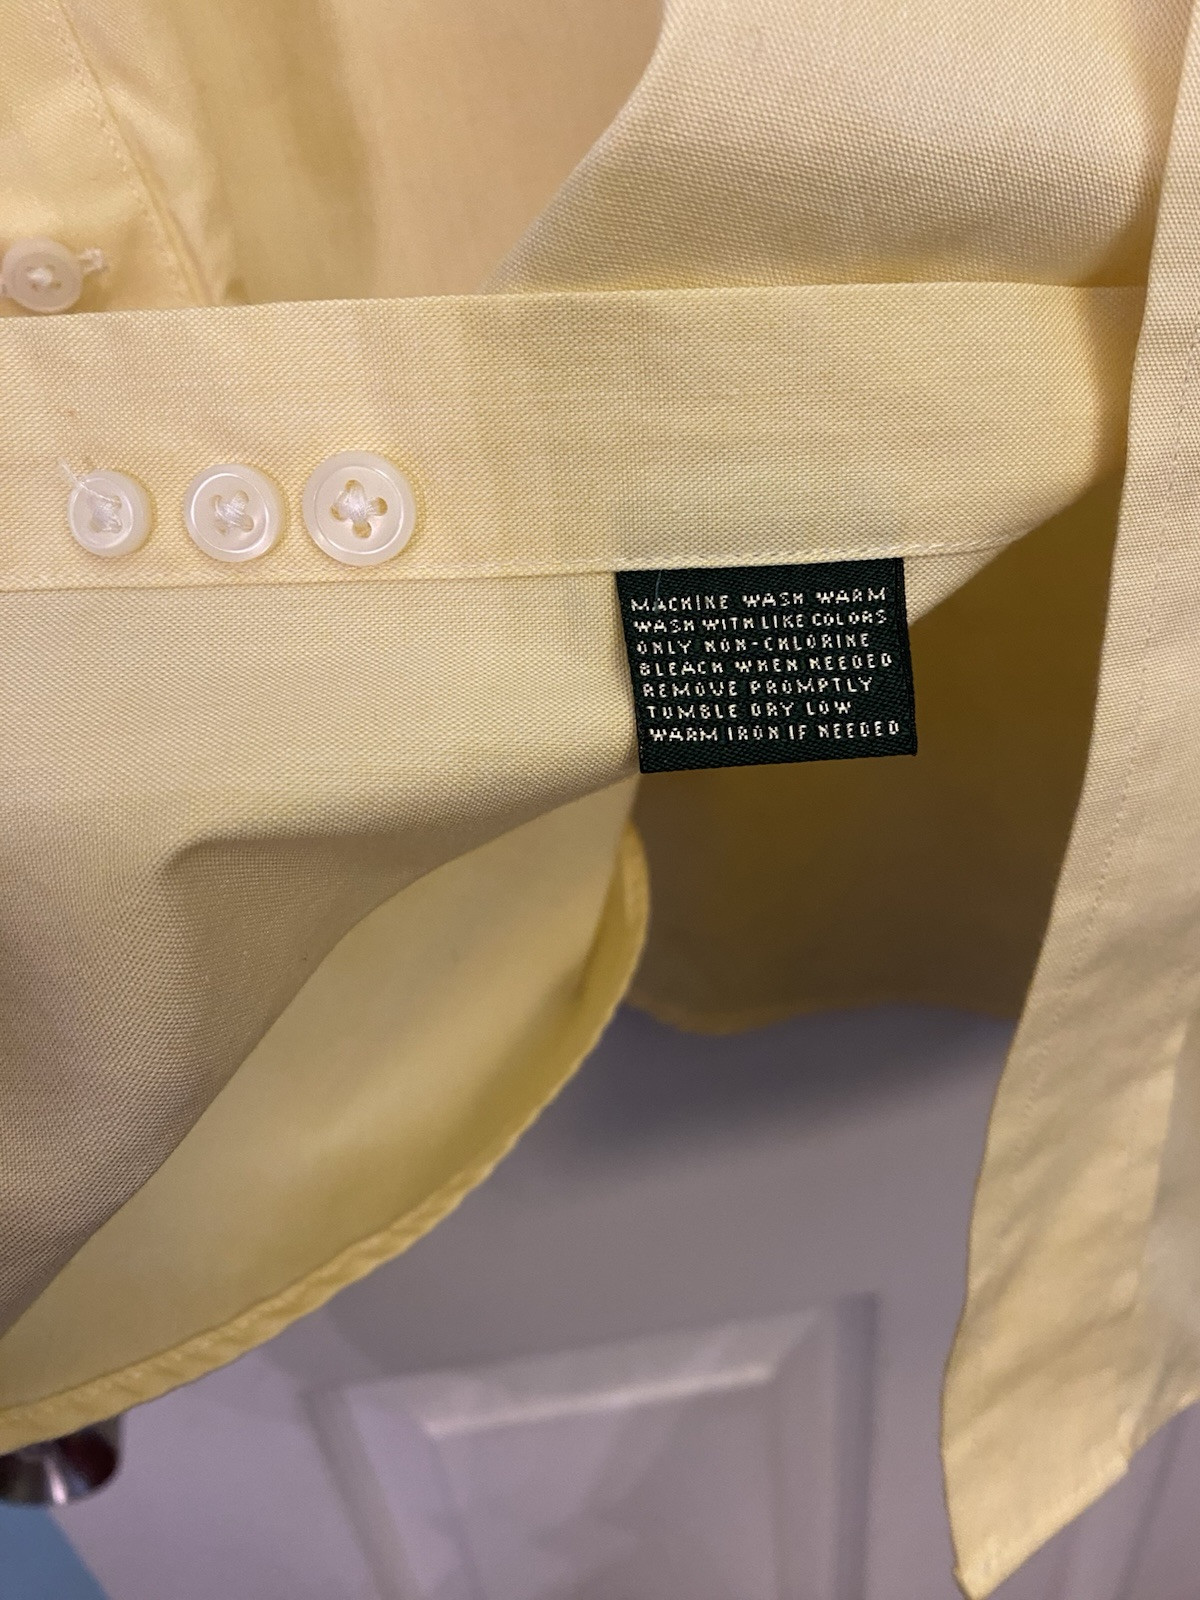 MACHINE WASH WARM
WASH WITH LIKE COLORS
ONLY NON-CHLORINE
BLEACH WHEN NEEDED
REMOVE PROMPTLY
TUMBLE DRY LOW
WARM IRON IF NEEDED